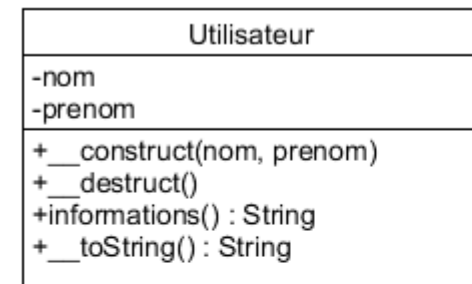 Utilisateur
-nom
-prenom
+__construct(nom, prenom)
+__destruct()
+informations() : String
+__toString() : String